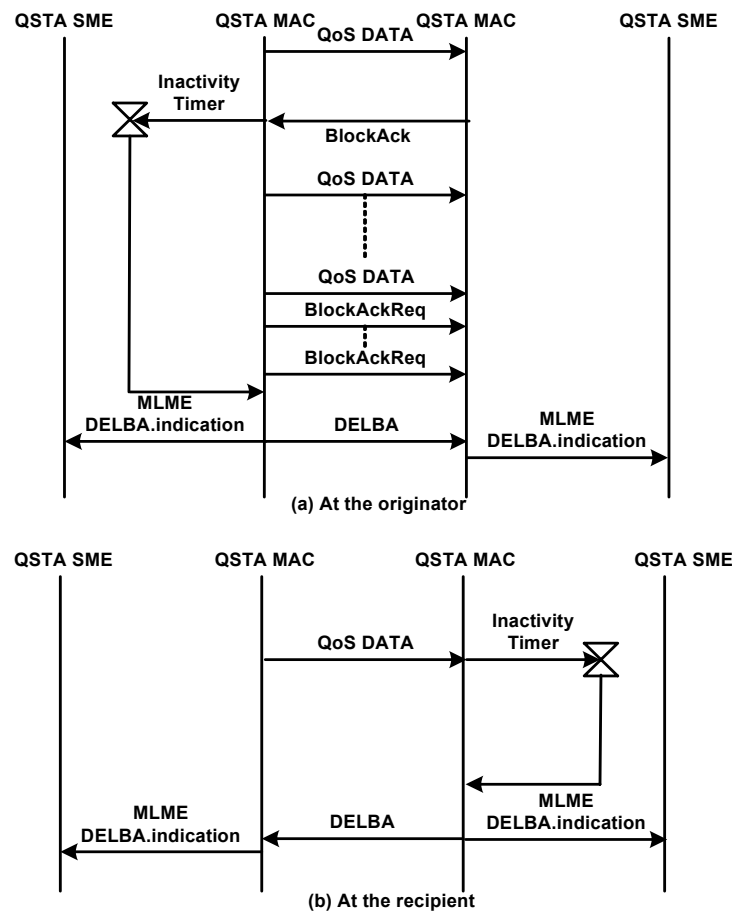 QSTA SME
QSTA MAC
QSTA MAC
QSTA SME
QoS DATA
Inactivity
Timer
BlockAck
QoS DATA
QoS DATA
BlockAckReq
BlockAckReq
MLME
DELBA.indication
DELBA
MLME
DELBA.indication
(a) At the originator
QSTA SME
QSTA MAC
QSTA MAC
QSTA SME
QoS DATA
Inactivity
Timer
MLME
DELBA.indication
DELBA
MLME
DELBA.indication
(b) At the recipient